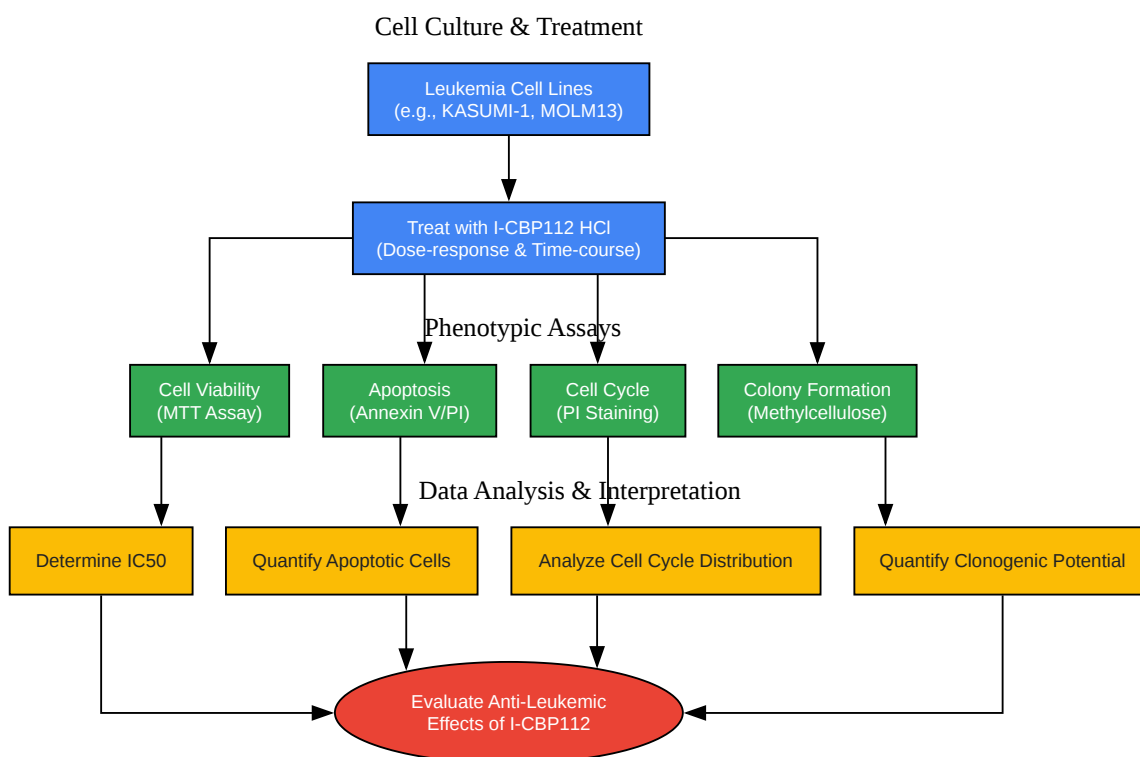 Cell Culture & Treatment
Leukemia Cell Lines
(e.g., KASUMI-1, MOLM13)
Treat with I-CBP112 HCl
(Dose-response & Time-course)
Phenotypic Assays
Cell Viability
(MTT Assay)
Apoptosis
(Annexin V/PI)
Cell Cycle
(PI Staining)
Colony Formation
(Methylcellulose)
Data Analysis & Interpretation
Determine IC50
Quantify Apoptotic Cells
Analyze Cell Cycle Distribution
Quantify Clonogenic Potential
Evaluate Anti-Leukemic
Effects of I-CBP112